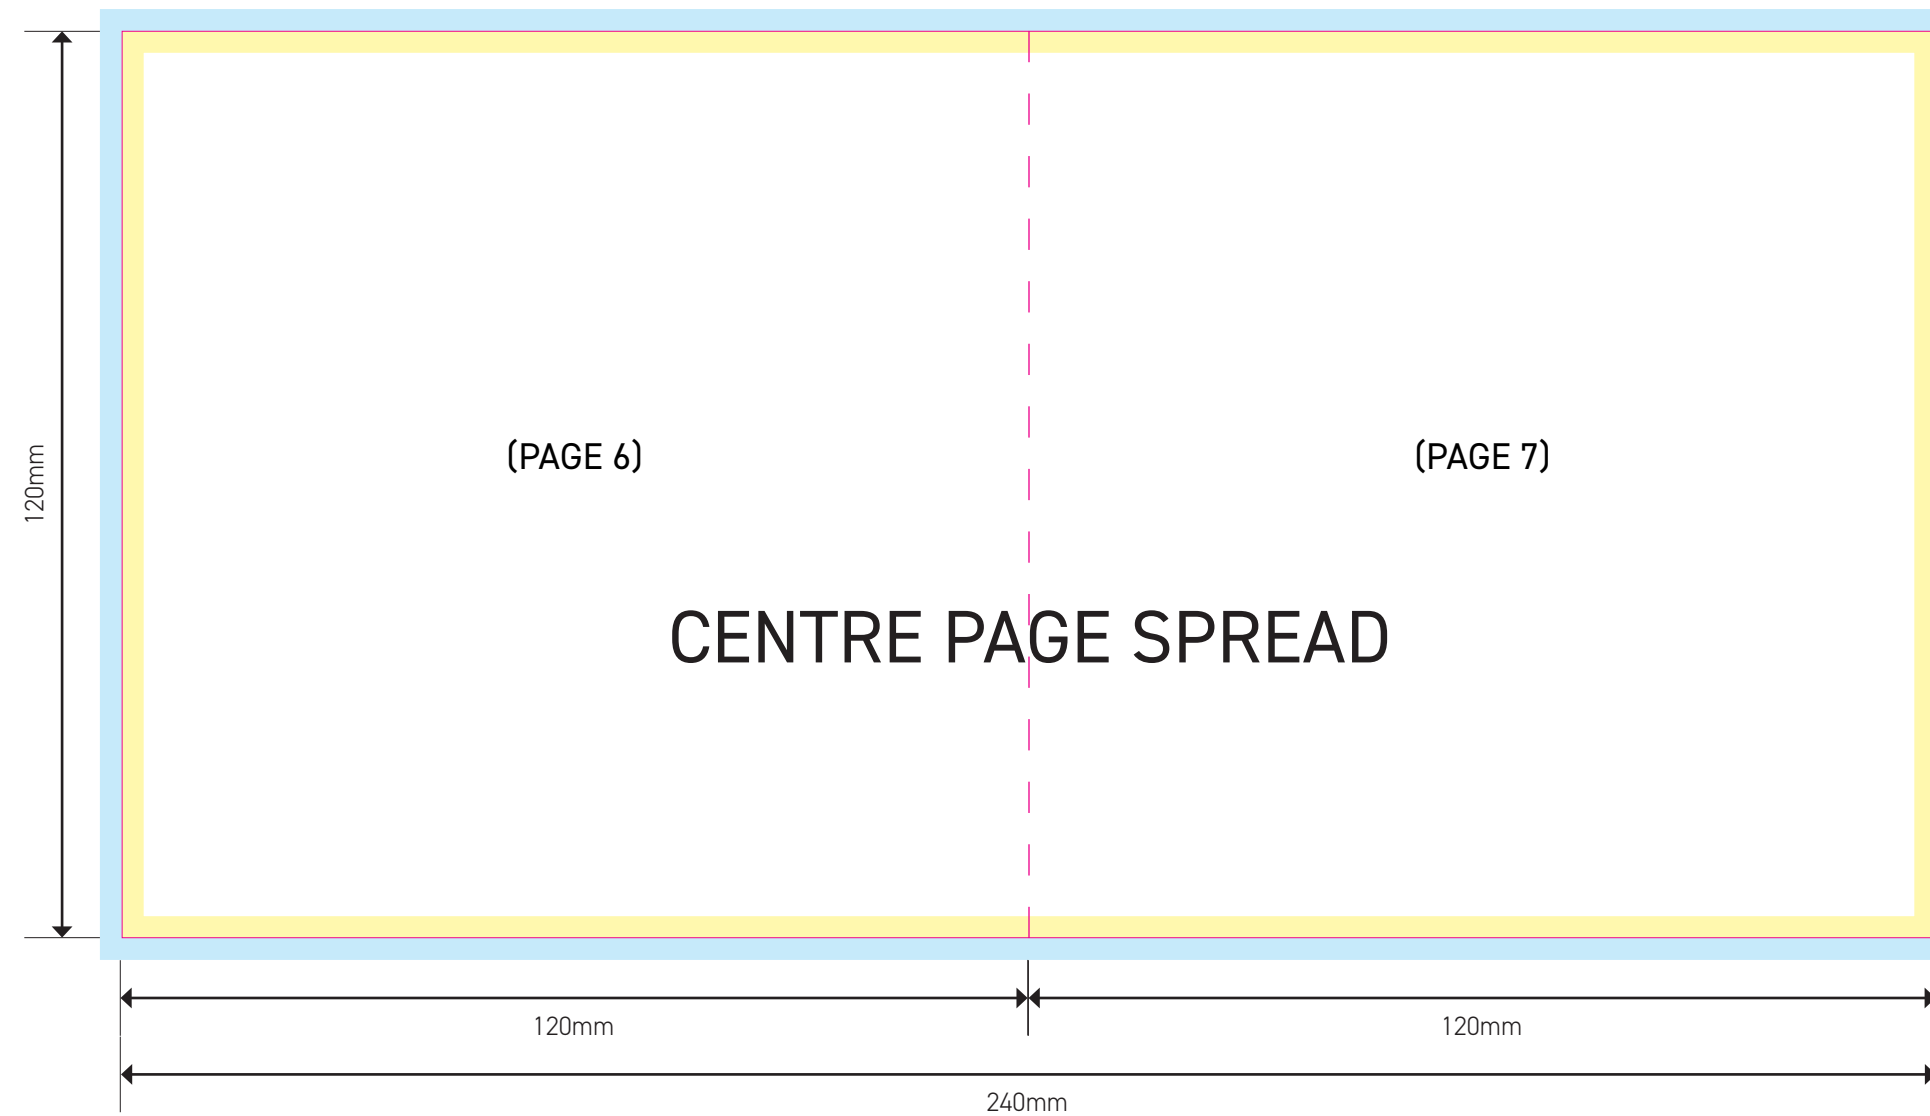 120mm
(PAGE 6)
(PAGE 7)
CENTRE PAGE SPREAD
120mm
120mm
240mm